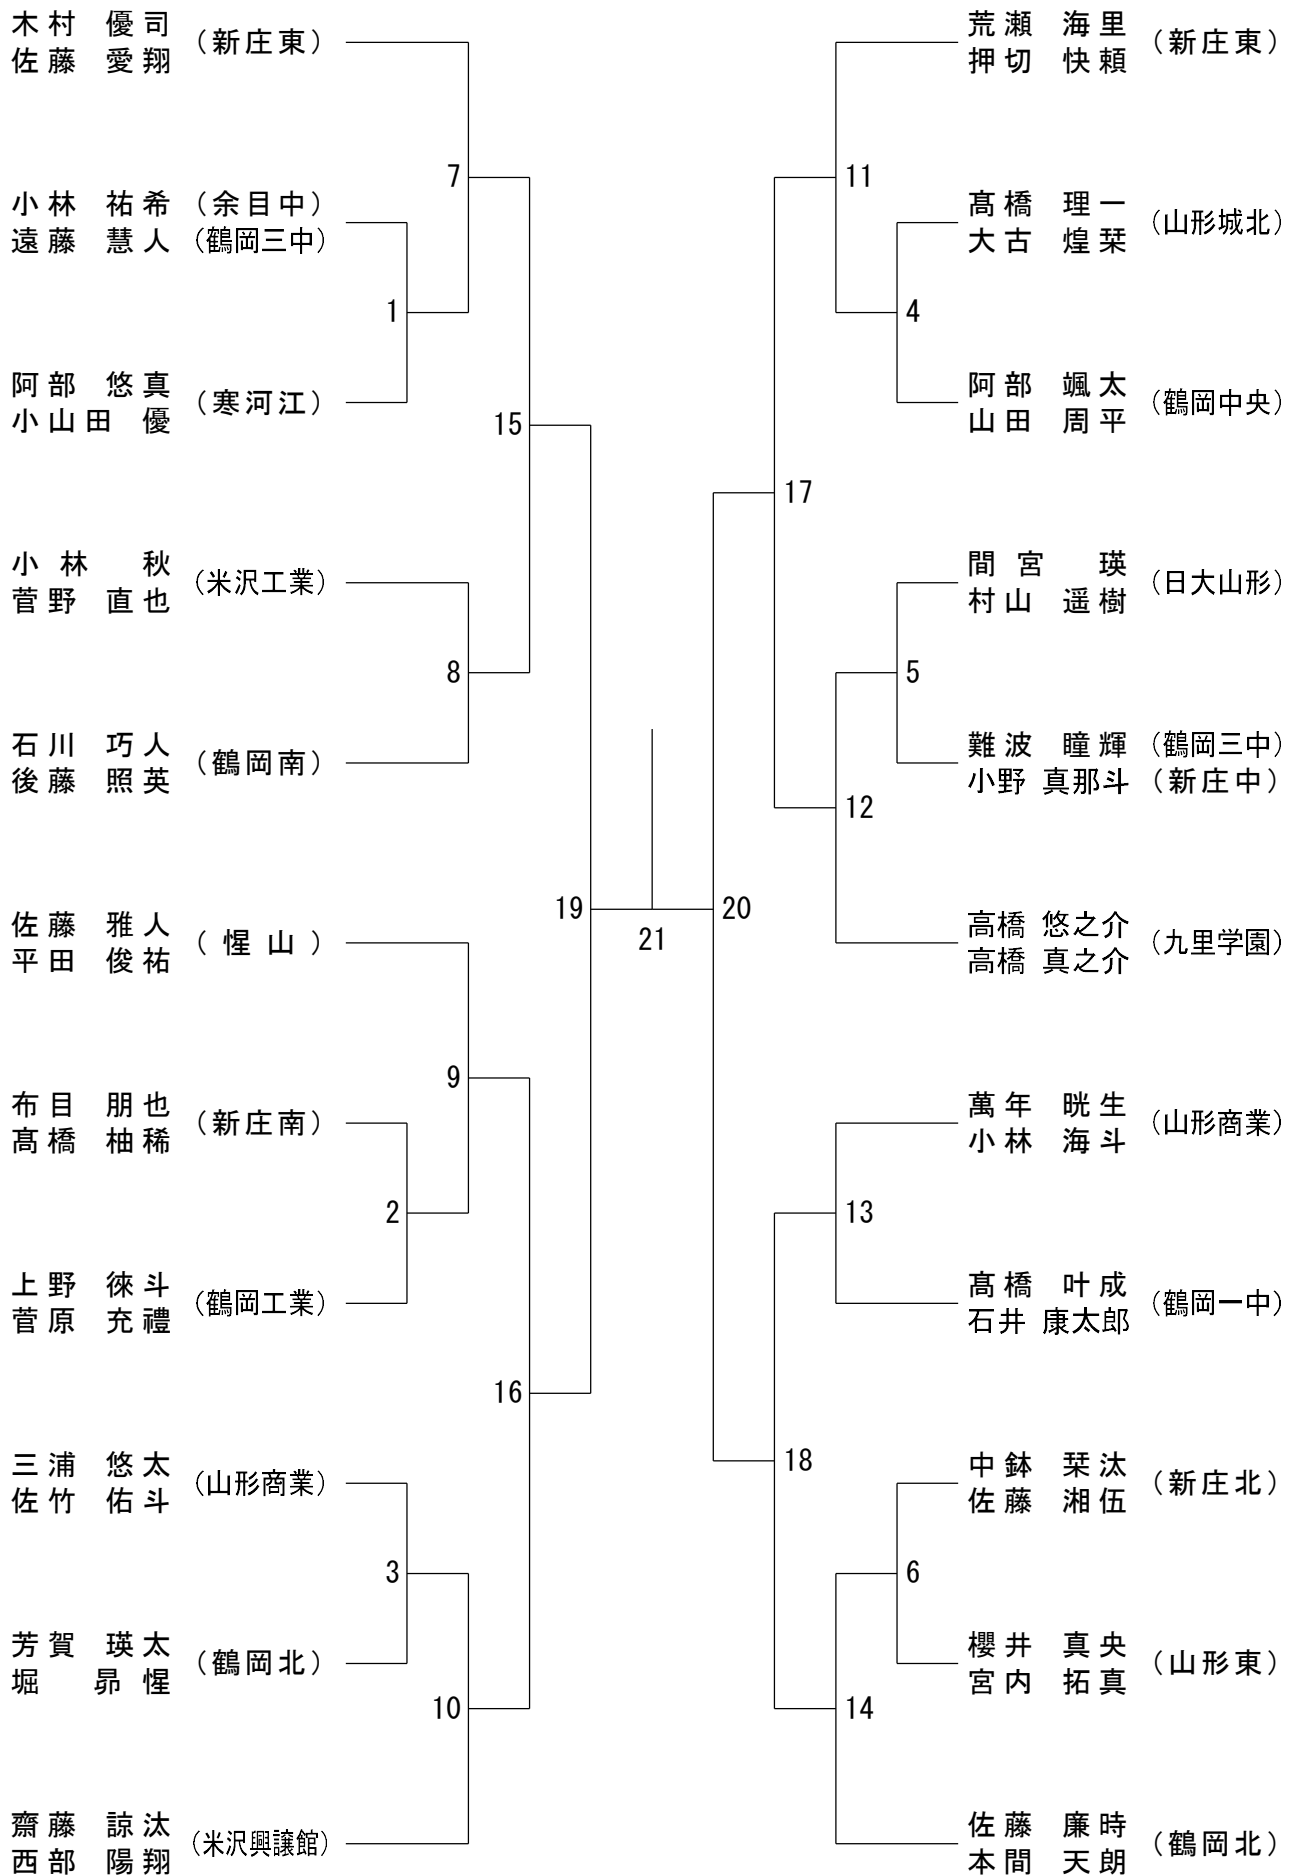 木村 優司 (新庄東)
佐藤 愛翔
7
小林 祐希 (余目中)
遠藤 慧人 (鶴岡三中)
1
阿部 悠真 (寒河江)
小山田 優
15
小林 秋 (米沢工業)
菅野 直也
8
石川 巧人 (鶴岡南)
後藤 照英
佐藤 雅人 (惺山)
平田 俊祐
19
9
布目 朋也 (新庄南)
髙橋 柚稀
2
上野 徠斗 (鶴岡工業)
菅原 充禮
16
三浦 悠太 (山形商業)
佐竹 佑斗
3
芳賀 瑛太 (鶴岡北)
堀 昴惺
10
齋藤 諒汰 (米沢興譲館)
西部 陽翔
21
荒瀬 海里 (新庄東)
押切 快頼
11
髙橋 理一 (山形城北)
大古 煌栞
4
阿部 颯太 (鶴岡中央)
山田 周平
17
間宮 瑛 (日大山形)
村山 遥樹
5
難波 瞳輝 (鶴岡三中)
小野 真那斗 (新庄中)
12
20
高橋 悠之介 (九里学園)
高橋 真之介
萬年 晄生 (山形商業)
小林 海斗
13
髙橋 叶成 (鶴岡一中)
石井 康太郎
18
中鉢 栞汰 (新庄北)
佐藤 湘伍
6
櫻井 真央 (山形東)
宮内 拓真
14
佐藤 廉時 (鶴岡北)
本間 天朗